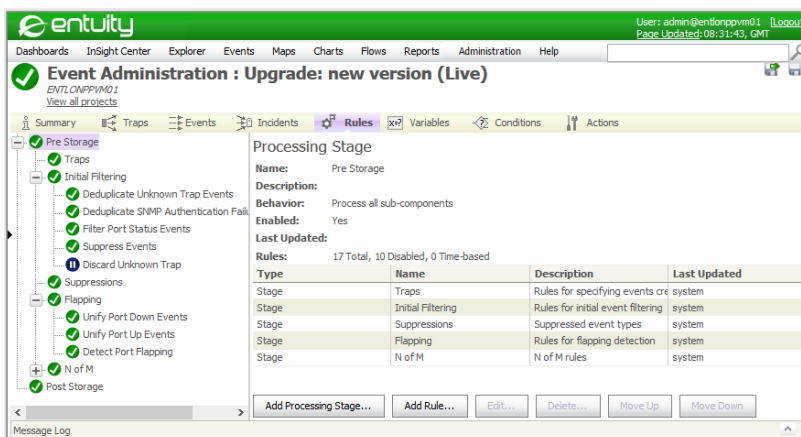 entuity
User: admin@entlonppvm01 [Logout
Page Updated:08:31:43, GMT
Dashboards InSight Center Explorer Events Maps Charts Flows Reports Administration Help
Event Administration : Upgrade: new version (Live)
ENTLONPPVM01
View all projects
Summary Traps Events Incidents Rules Variables Conditions Actions
Pre Storage
Traps
Initial Filtering
Deduplicate Unknown Trap Events
Deduplicate SNMP Authentication Failu
Filter Port Status Events
Suppress Events
Discard Unknown Trap
Suppressions
Flapping
Unify Port Down Events
Unify Port Up Events
Detect Port Flapping
N of M
Post Storage
Processing Stage
Name: Pre Storage
Description:
Behavior: Process all sub-components
Enabled: Yes
Last Updated:
Rules: 17 Total, 10 Disabled, 0 Time-based
Type Name Description Last Updated
Stage Traps Rules for specifying events cre system
Stage Initial Filtering Rules for initial event filtering system
Stage Suppressions Suppressed event types system
Stage Flapping Rules for flapping detection system
Stage N of M N of M rules system
Add Processing Stage... Add Rule... Edit... Delete... Move Up Move Down
Message Log